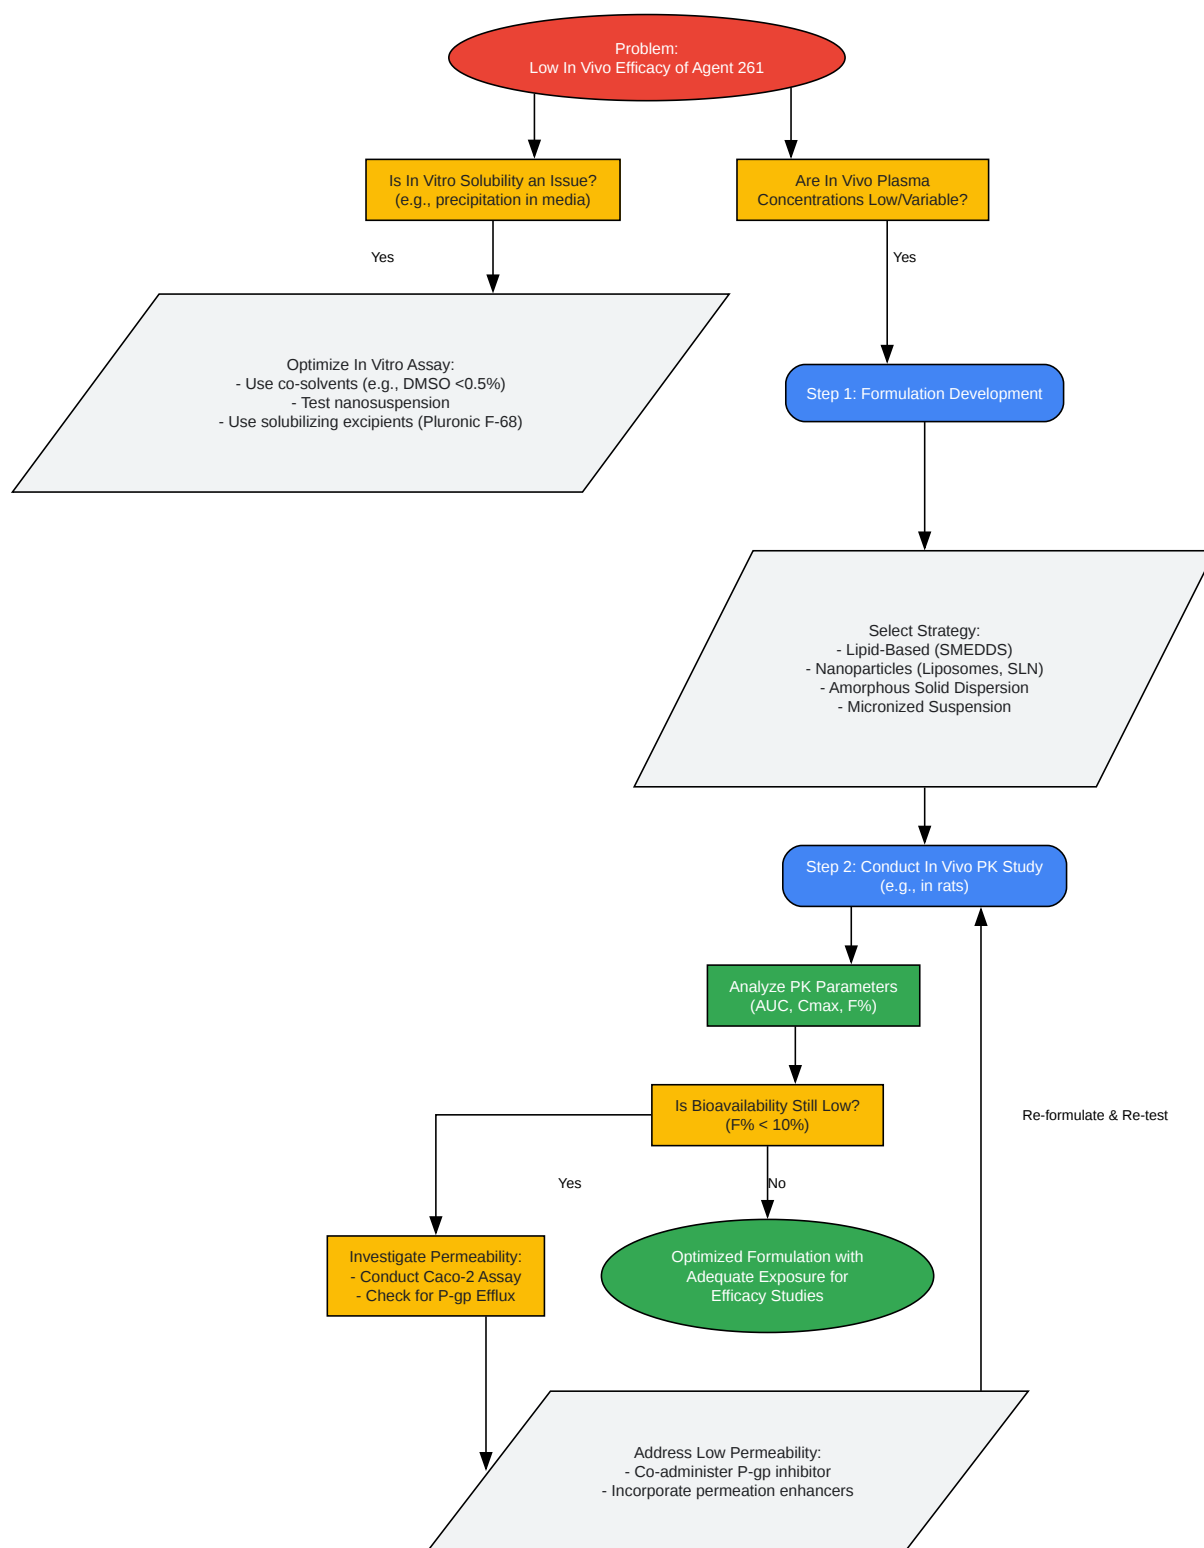 Problem:
Low In Vivo Efficacy of Agent 261
Is In Vitro Solubility an Issue?
(e.g., precipitation in media)
Are In Vivo Plasma
Concentrations Low/Variable?
Yes
Yes
Optimize In Vitro Assay:
- Use co-solvents (e.g., DMSO <0.5%)
- Test nanosuspension
- Use solubilizing excipients (Pluronic F-68)
Step 1: Formulation Development
Select Strategy:
- Lipid-Based (SMEDDS)
- Nanoparticles (Liposomes, SLN)
- Amorphous Solid Dispersion
- Micronized Suspension
Step 2: Conduct In Vivo PK Study
(e.g., in rats)
Analyze PK Parameters
(AUC, Cmax, F%)
Is Bioavailability Still Low?
(F% < 10%)
Re-formulate & Re-test
Yes
No
Investigate Permeability:
- Conduct Caco-2 Assay
- Check for P-gp Efflux
Optimized Formulation with
Adequate Exposure for
Efficacy Studies
Address Low Permeability:
- Co-administer P-gp inhibitor
- Incorporate permeation enhancers